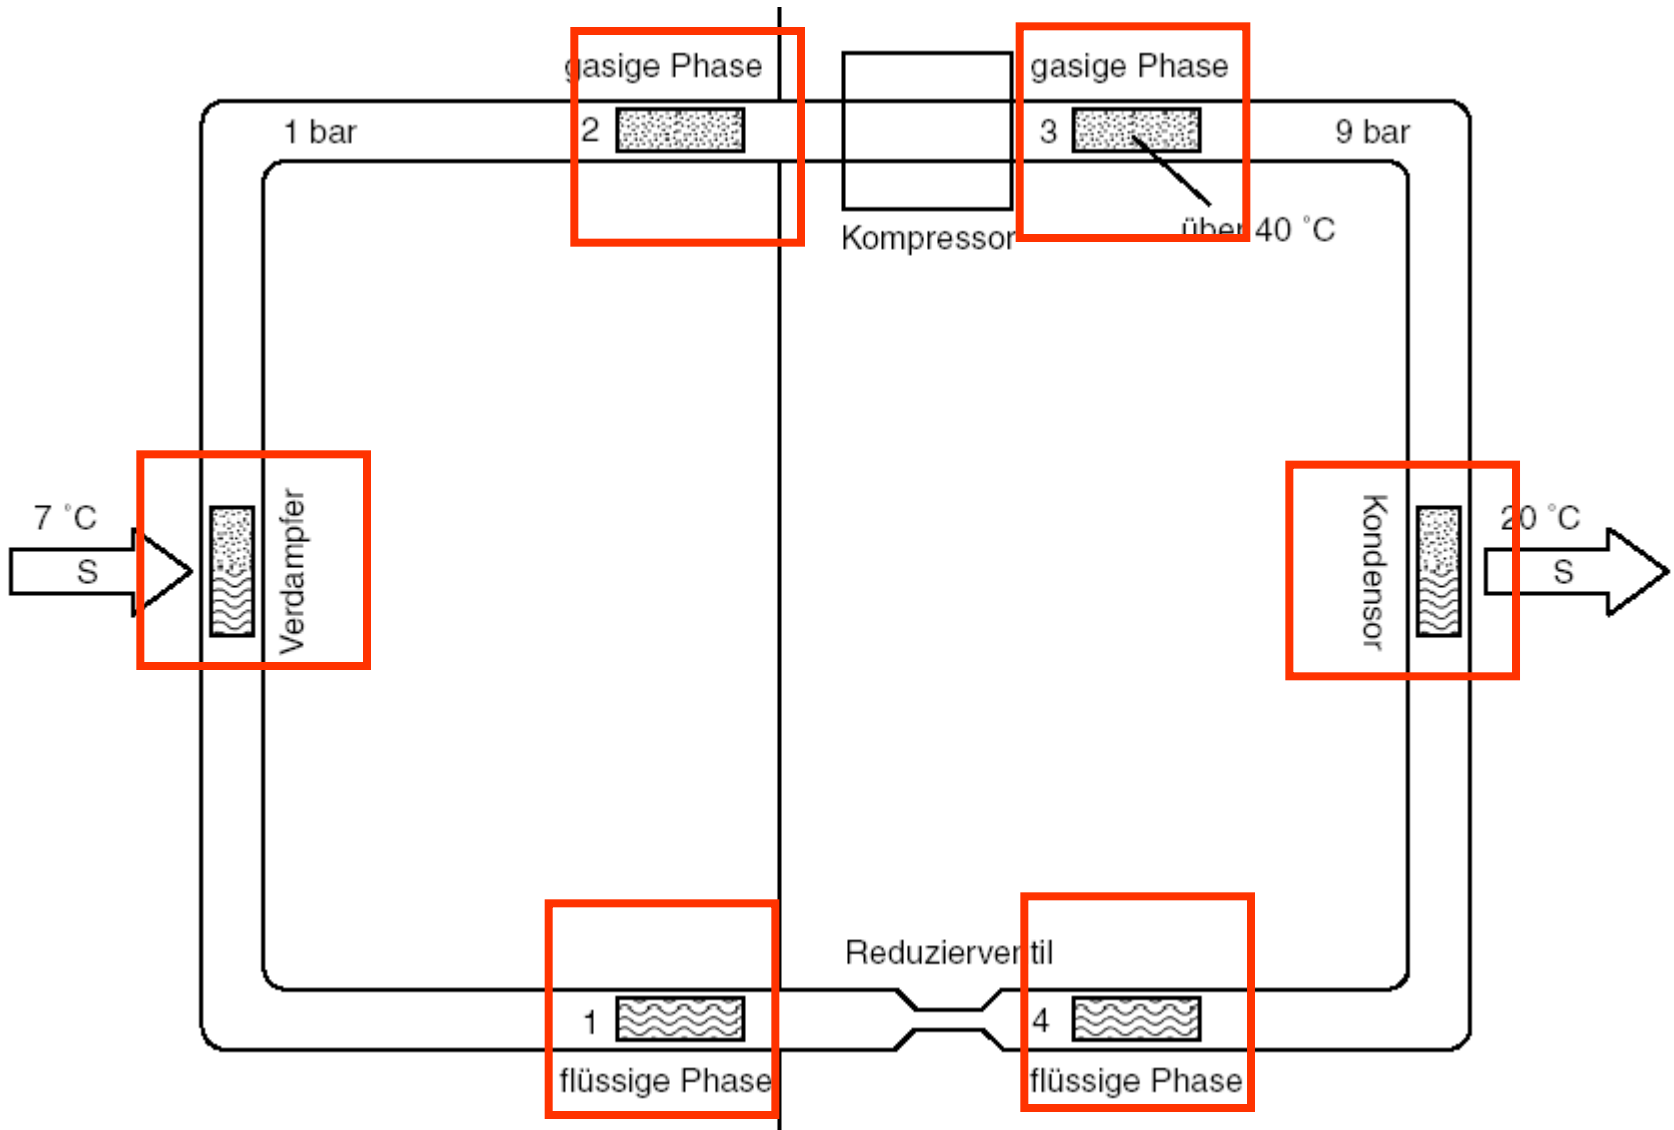 gasige Phase
gasige Phase
1 bar
2
3
9 bar
Kompressor
über 40 °C
7 °C
S
Verdampfer
Kondensor
20 °C
S
Reduzierventil
1
4
flüssige Phase
flüssige Phase